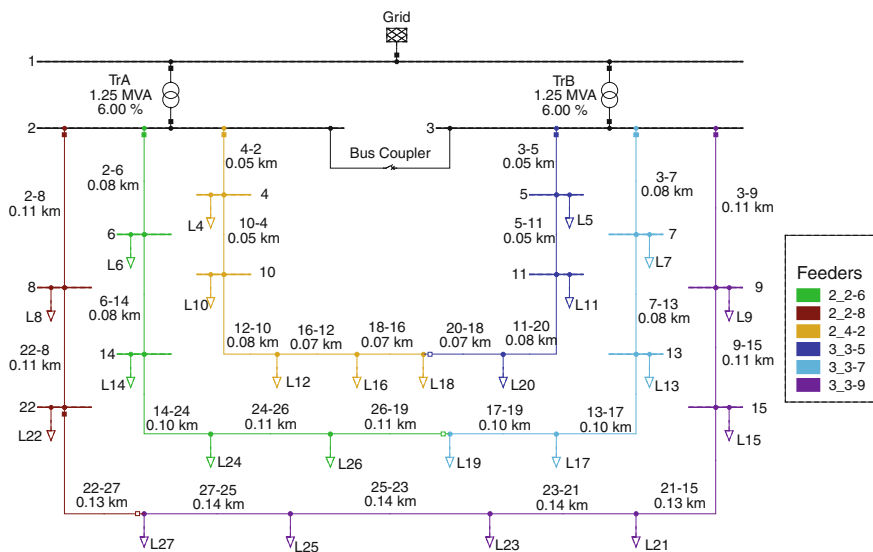 Grid
1
TrA
1.25 MVA
6.00 %
TrB
1.25 MVA
6.00 %
2
3
Bus Coupler
2-6
0.08 km
4-2
0.05 km
3-5
0.05 km
3-7
0.08 km
2-8
0.11 km
3-9
0.11 km
4
5
L4
L5
6
7
L6
L7
10-4
0.05 km
5-11
0.05 km
10
11
L10
L11
8
9
L8
L9
6-14
0.08 km
7-13
0.08 km
12-10
0.08 km
16-12
0.07 km
18-16
0.07 km
20-18
0.07 km
11-20
0.08 km
22-8
0.11 km
9-15
0.11 km
14
13
L14
L12
L16
L18
L20
L13
22
15
L22
L15
14-24
0.10 km
24-26
0.11 km
26-19
0.11 km
17-19
0.10 km
13-17
0.10 km
L24
L26
L19
L17
22-27
0.13 km
27-25
0.14 km
25-23
0.14 km
23-21
0.14 km
21-15
0.13 km
L27
L25
L23
L21
Feeders
2_2-6
2_2-8
2_4-2
3_3-5
3_3-7
3_3-9